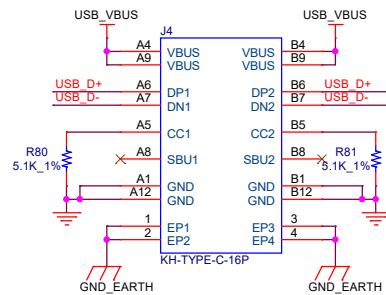 USB_VBUS USB_VBUS
J4
A4 VBUS VBUS B4
A9 VBUS VBUS B9
USB_D+ A6 DP1 DP2 B6 USB_D+
USB_D- A7 DN1 DN2 B7 USB_D-
A5 CC1 CC2 B5
R80 A8 SBU1 SBU2 B8 R81
5.1K_1% 5.1K_1%
A1 GND GND B1
A12 GND GND B12
1 EP1 EP3 3
2 EP2 EP4 4
KH-TYPE-C-16P
GND_EARTH GND_EARTH